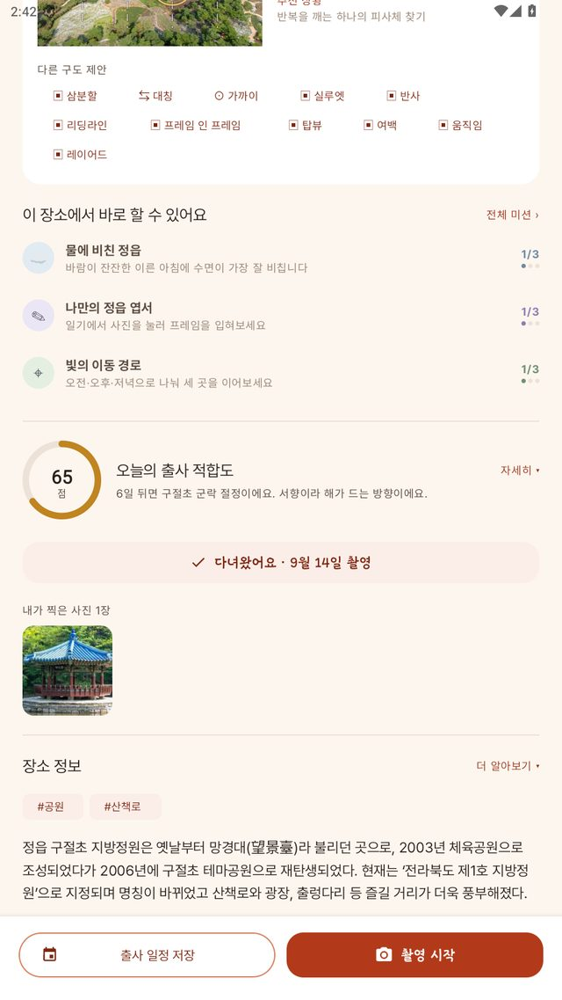 2:42
추천 상황
반복을 깨는 하나의 피사체 찾기
다른 구도 제안
삼분할
대칭
가까이
실루엣
반사
리딩라인
프레임 인 프레임
탑뷰
여백
움직임
레이어드
이 장소에서 바로 할 수 있어요
전체 미션 ›
물에 비친 정읍
바람이 잔잔한 이른 아침에 수면이 가장 잘 비칩니다
1/3
나만의 정읍 엽서
일기에서 사진을 눌러 프레임을 입혀보세요
1/3
빛의 이동 경로
오전·오후·저녁으로 나눠 세 곳을 이어보세요
1/3
65
점
오늘의 출사 적합도
자세히
6일 뒤면 구절초 군락 절정이에요. 서향이라 해가 드는 방향이에요.
다녀왔어요 · 9월 14일 촬영
내가 찍은 사진 1장
장소 정보
더 알아보기
#공원
#산책로
정읍 구절초 지방정원은 옛날부터 망경대(望景臺)라 불리던 곳으로, 2003년 체육공원으로
조성되었다가 2006년에 구절초 테마공원으로 재탄생되었다. 현재는 ‘전라북도 제1호 지방정
원’으로 지정되며 명칭이 바뀌었고 산책로와 광장, 출렁다리 등 즐길 거리가 더욱 풍부해졌다.
출사 일정 저장
촬영 시작